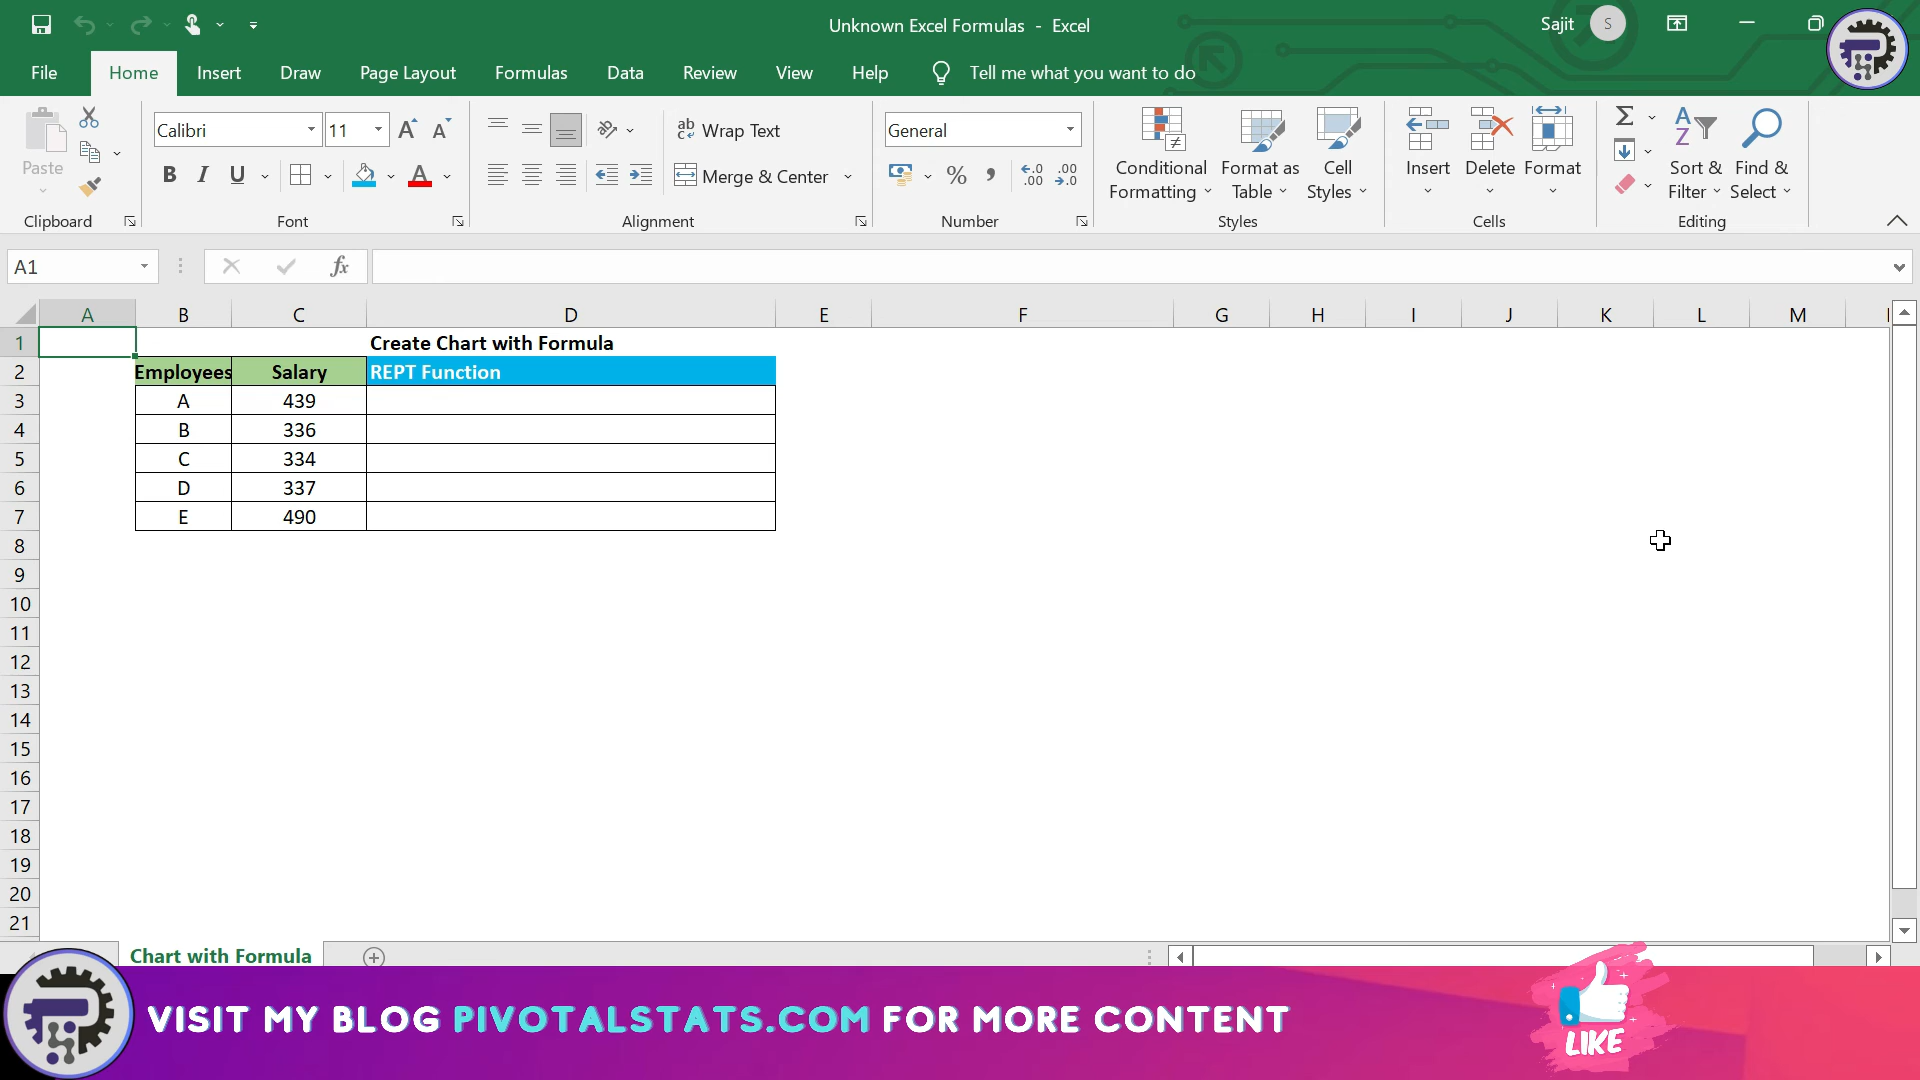 Unknown Excel Formulas - Excel
Sajit S
File Home Insert Draw Page Layout Formulas Data Review View Help Tell me what you want to do
Paste
Calibri 11
B I U A
ab Wrap Text
Merge & Center
General
% 9
Conditional Formatting
Format as Table
Cell Styles
Insert Delete Format
Sort & Filter
Find & Select
Clipboard Font Alignment Number Styles Cells Editing
A1 fx
A B C D E F G H I J K L M
1 Create Chart with Formula
2 Employees Salary REPT Function
3 A 439
4 B 336
5 C 334
6 D 337
7 E 490
8
9
10
11
12
13
14
15
16
17
18
19
20
21
Chart with Formula
VISIT MY BLOG PIVOTALSTATS.COM FOR MORE CONTENT
LIKE